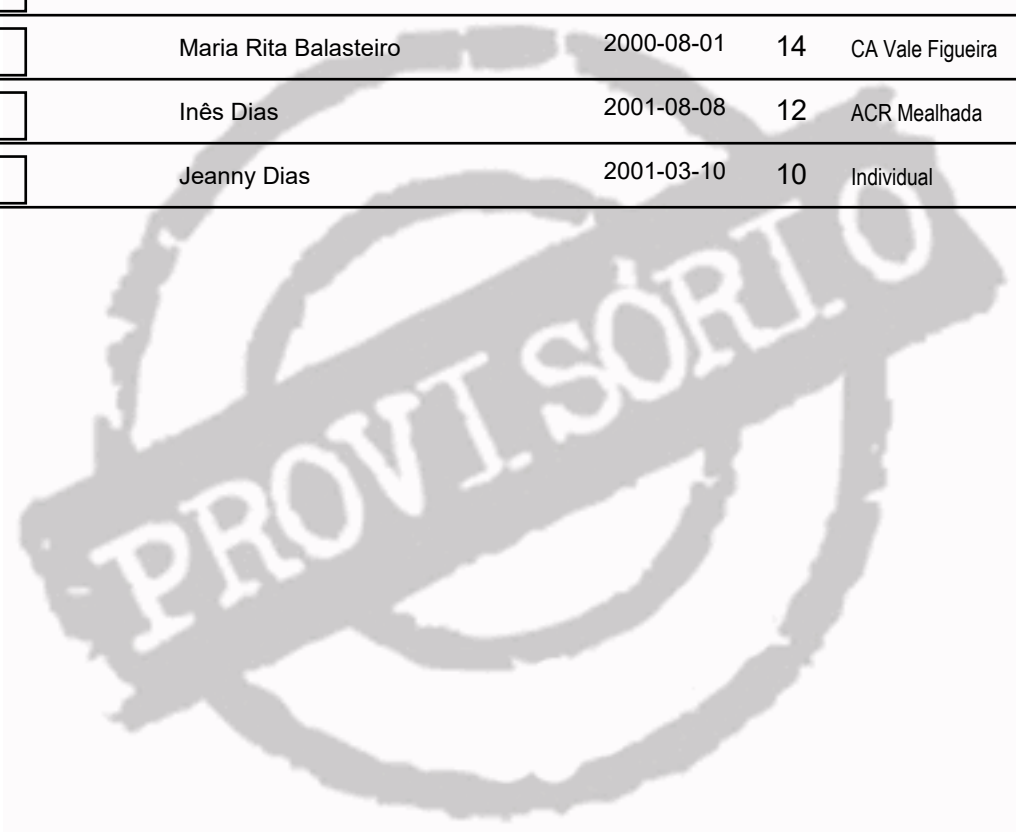 Maria Rita Balasteiro 2000-08-01 14 CA Vale Figueira
Inês Dias 2001-08-08 12 ACR Mealhada
Jeanny Dias 2001-03-10 10 Individual
PROVISÓRIO